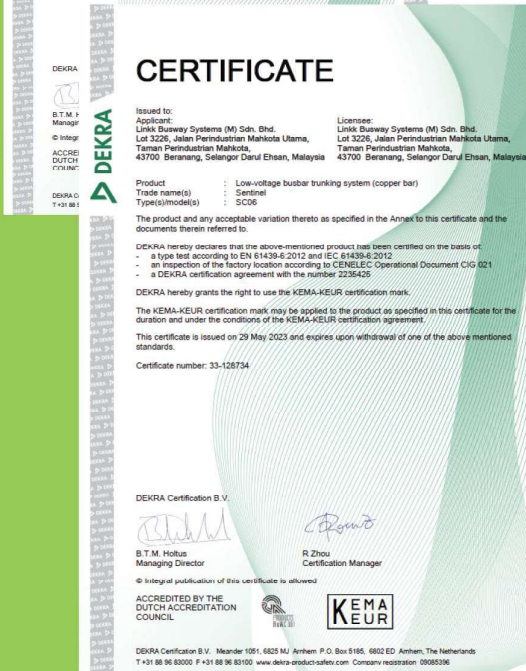 DEKRA
B.T.M. H
Managin
© Integr
ACCRE
DUTCH
COUNC
DEKRA C
T +31 88
DEKRA
CERTIFICATE
Issued to:
Applicant:
Linkk Busway Systems (M) Sdn. Bhd.
Lot 3226, Jalan Perindustrian Mahkota Utama,
Taman Perindustrian Mahkota,
43700 Beranang, Selangor Darul Ehsan, Malaysia
Licensee:
Linkk Busway Systems (M) Sdn. Bhd.
Lot 3226, Jalan Perindustrian Mahkota Utama,
Taman Perindustrian Mahkota,
43700 Beranang, Selangor Darul Ehsan, Malaysia
Product : Low-voltage busbar trunking system (copper bar)
Trade name(s) : Sentinel
Type(s)/model(s) : SC06
The product and any acceptable variation thereto as specified in the Annex to this certificate and the
documents therein referred to.
DEKRA hereby declares that the above-mentioned product has been certified on the basis of:
- a type test according to EN 61439-6:2012 and IEC 61439-6:2012
- an inspection of the factory location according to CENELEC Operational Document CIG 021
- a DEKRA certification agreement with the number 2235425
DEKRA hereby grants the right to use the KEMA-KEUR certification mark.
The KEMA-KEUR certification mark may be applied to the product as specified in this certificate for the
duration and under the conditions of the KEMA-KEUR certification agreement.
This certificate is issued on 29 May 2023 and expires upon withdrawal of one of the above mentioned
standards.
Certificate number: 33-128734
DEKRA Certification B.V.
B.T.M. Holtus
Managing Director
R Zhou
Certification Manager
© Integral publication of this certificate is allowed
ACCREDITED BY THE
DUTCH ACCREDITATION
COUNCIL
PRODUCTS
KEMA
KEUR
DEKRA Certification B.V. Meander 1051, 6825 MJ Arnhem P.O. Box 5185, 6802 ED Arnhem, The Netherlands
T +31 88 96 83000 F +31 88 96 83100 www.dekra-product-safety.com Company registration 09085396